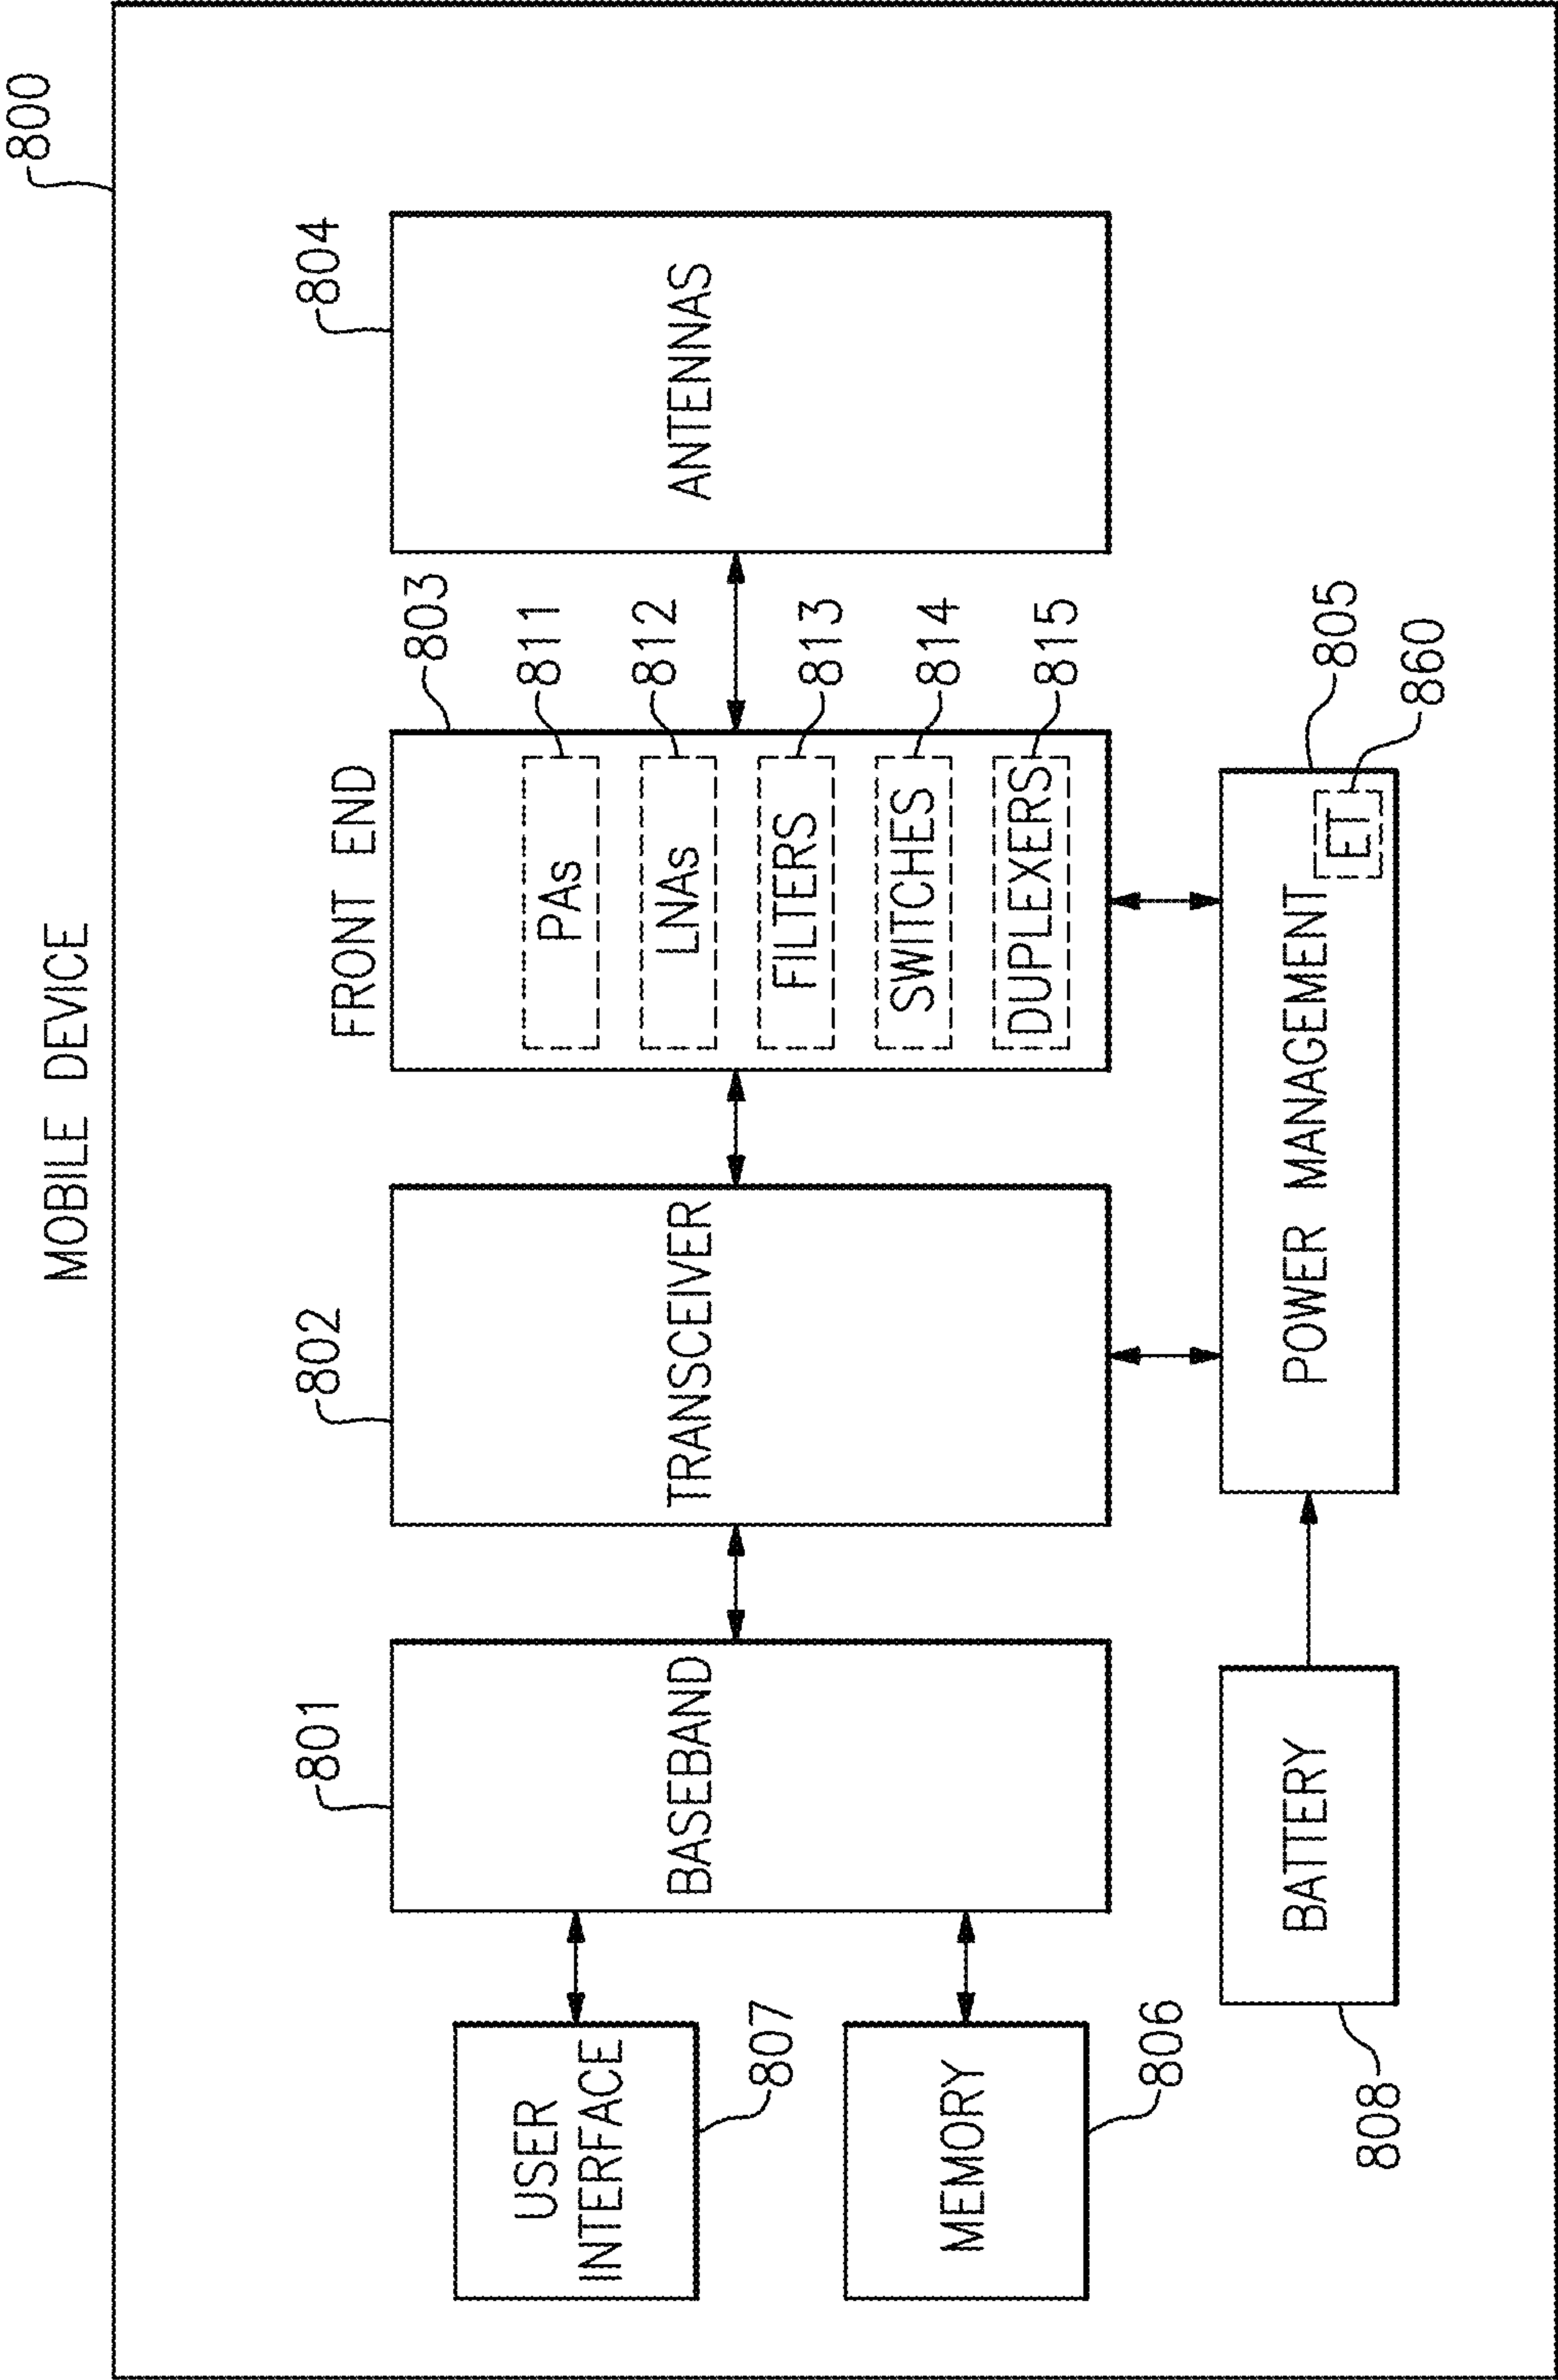 MOBILE DEVICE
800
FRONT END
803
802
804
801
807
USER
INTERFACE
BASEBAND
TRANSCEIVER
PAs
811
LNAs
812
FILTERS
813
SWITCHES
814
DUPLEXERS
815
ANTENNAS
MEMORY
806
808
BATTERY
POWER MANAGEMENT
ET
805
860